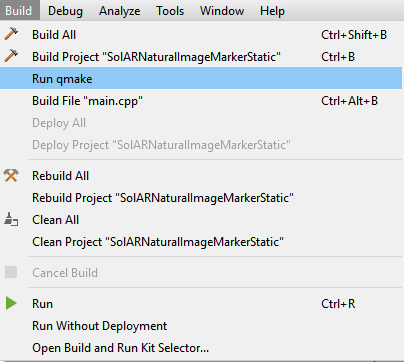 Build Debug Analyze Tools Window Help
Build All Ctrl+Shift+B
Build Project "SolARNaturalImageMarkerStatic" Ctrl+B
Run qmake
Build File "main.cpp" Ctrl+Alt+B
Deploy All
Deploy Project "SolARNaturalImageMarkerStatic"
Rebuild All
Rebuild Project "SolARNaturalImageMarkerStatic"
Clean All
Clean Project "SolARNaturalImageMarkerStatic"
Cancel Build
Run Ctrl+R
Run Without Deployment
Open Build and Run Kit Selector...